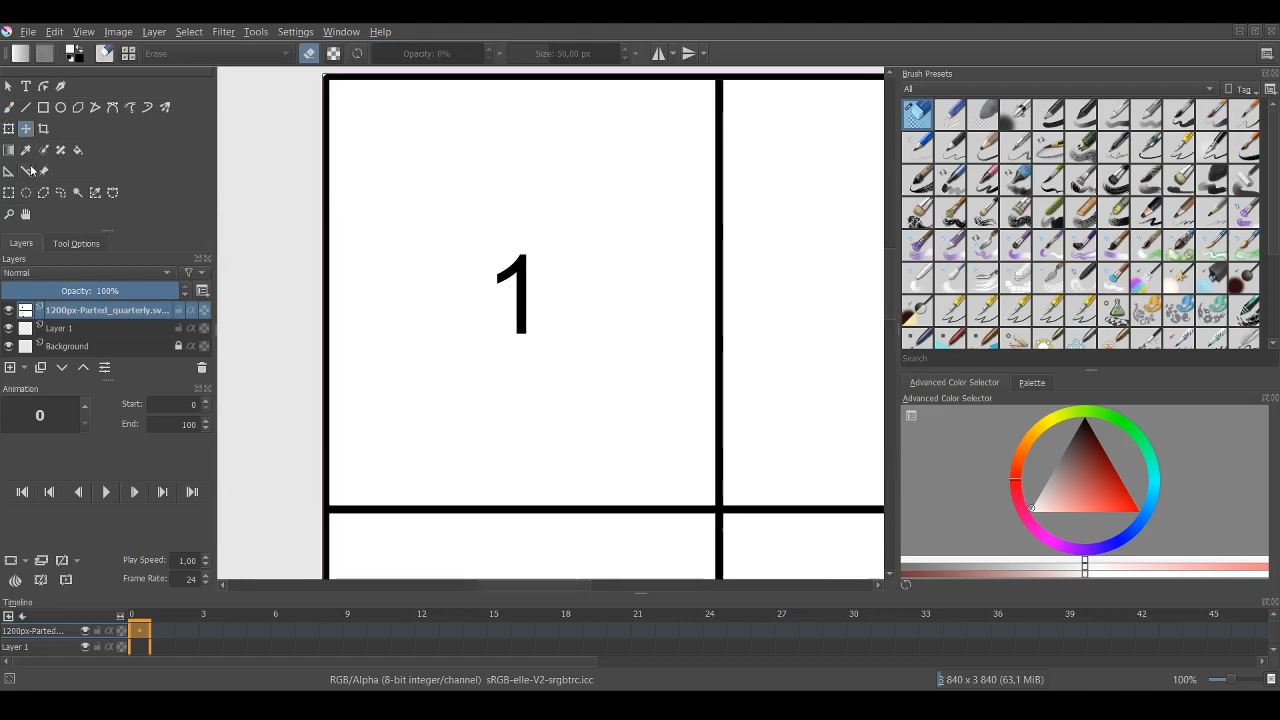 File Edit View Image Layer Select Filter Tools Settings Window Help
Erase Opacity: 0% Size: 50,00 px
Brush Presets
All Tag
1
Layers Tool Options
Layers
Normal
Opacity: 100%
1200px-Parted_quarterly.sv...
Layer 1
Background
Search
Animation
Advanced Color Selector Palette
Advanced Color Selector
0 Start: 0
End: 100
Play Speed: 1,00
Frame Rate: 24
Timeline
0 3 6 9 12 15 18 21 24 27 30 33 36 39 42 45
1200px-Parted...
Layer 1
RGB/Alpha (8-bit integer/channel) sRGB-elle-V2-srgbtrc.icc 3 840 x 3 840 (63,1 MiB) 100%